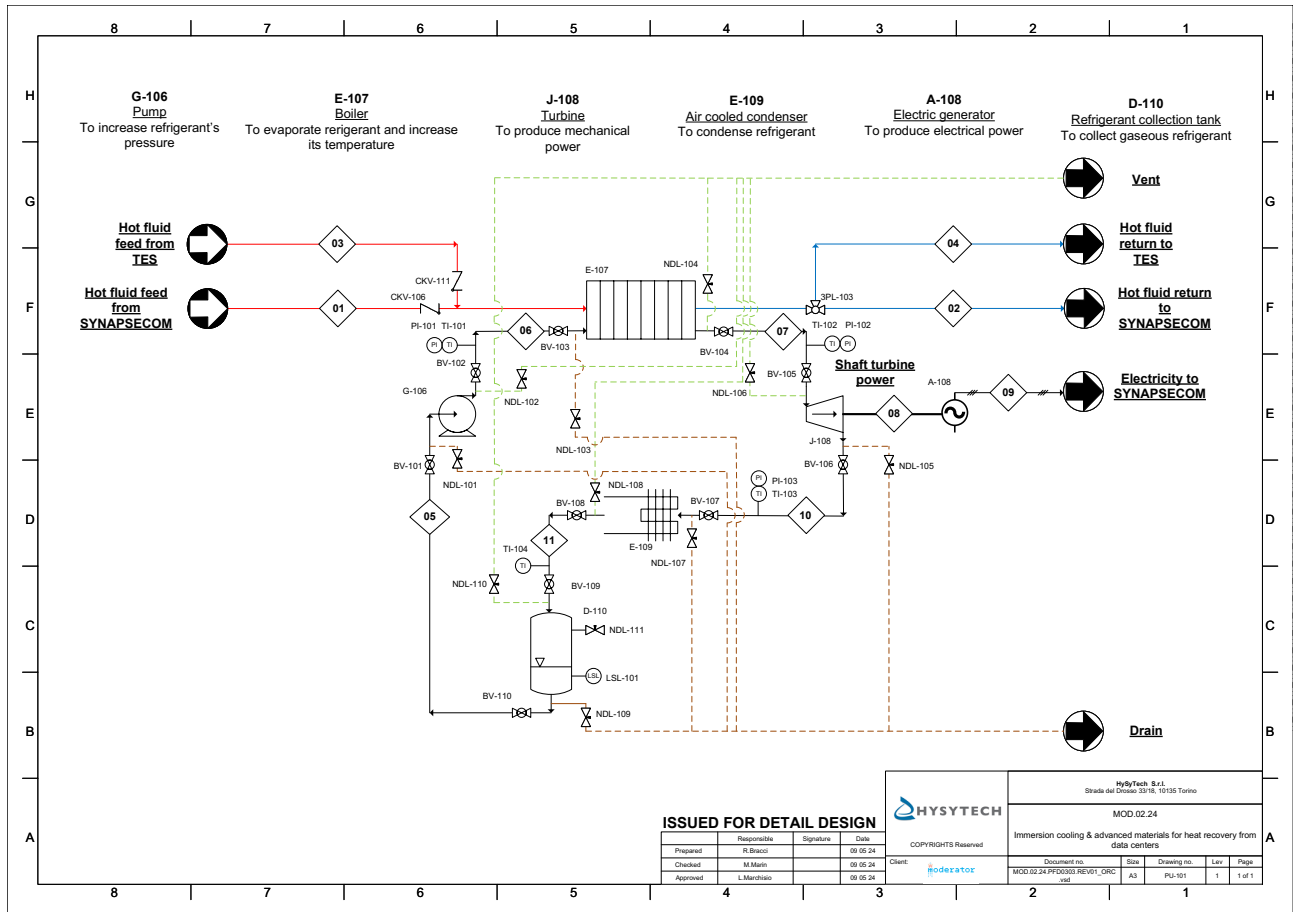 8 7 6 5 4 3 2 1
H
H
G-106
Pump
To increase refrigerant's
pressure
E-107
Boiler
To evaporate rerigerant and increase
its temperature
J-108
Turbine
To produce mechanical
power
E-109
Air cooled condenser
To condense refrigerant
A-108
Electric generator
To produce electrical power
D-110
Refrigerant collection tank
To collect gaseous refrigerant
Vent
G
G
Hot fluid
feed from
TES
03
04
Hot fluid
return to
TES
CKV-111
E-107
NDL-104
Hot fluid feed
from
SYNAPSECOM
01
CKV-106
3PL-103
02
Hot fluid return
to
SYNAPSECOM
F
F
PI-101 TI-101
PI TI
06
BV-103
07
BV-104
TI-102 PI-102
TI PI
BV-102
BV-105
Shaft turbine
power
G-106
NDL-102
NDL-106
A-108
08
09
Electricity to
SYNAPSECOM
E
E
NDL-103
J-108
BV-101
NDL-101
BV-106
NDL-105
NDL-108
BV-108
BV-107
PI
PI-103
TI
TI-103
05
10
D
D
11
E-109
NDL-107
TI-104
TI
NDL-110
BV-109
D-110
NDL-111
C
C
LSL
LSL-101
BV-110
NDL-109
Drain
B
B
HySyTech S.r.l.
Strada del Drosso 33/18, 10135 Torino
HYSYTECH
COPYRIGHTS Reserved
MOD.02.24
Immersion cooling & advanced materials for heat recovery from
data centers
A
A
ISSUED FOR DETAIL DESIGN
Responsible Signature Date
Prepared R.Bracci 09 05 24
Checked M.Marin 09 05 24
Approved L.Marchisio 09 05 24
Client:
moderator
Document no. Size Drawing no. Lev Page
MOD.02.24.PFD0303.REV01_ORC
.vsd
A3 PU-101 1 1 of 1
8 7 6 5 4 3 2 1